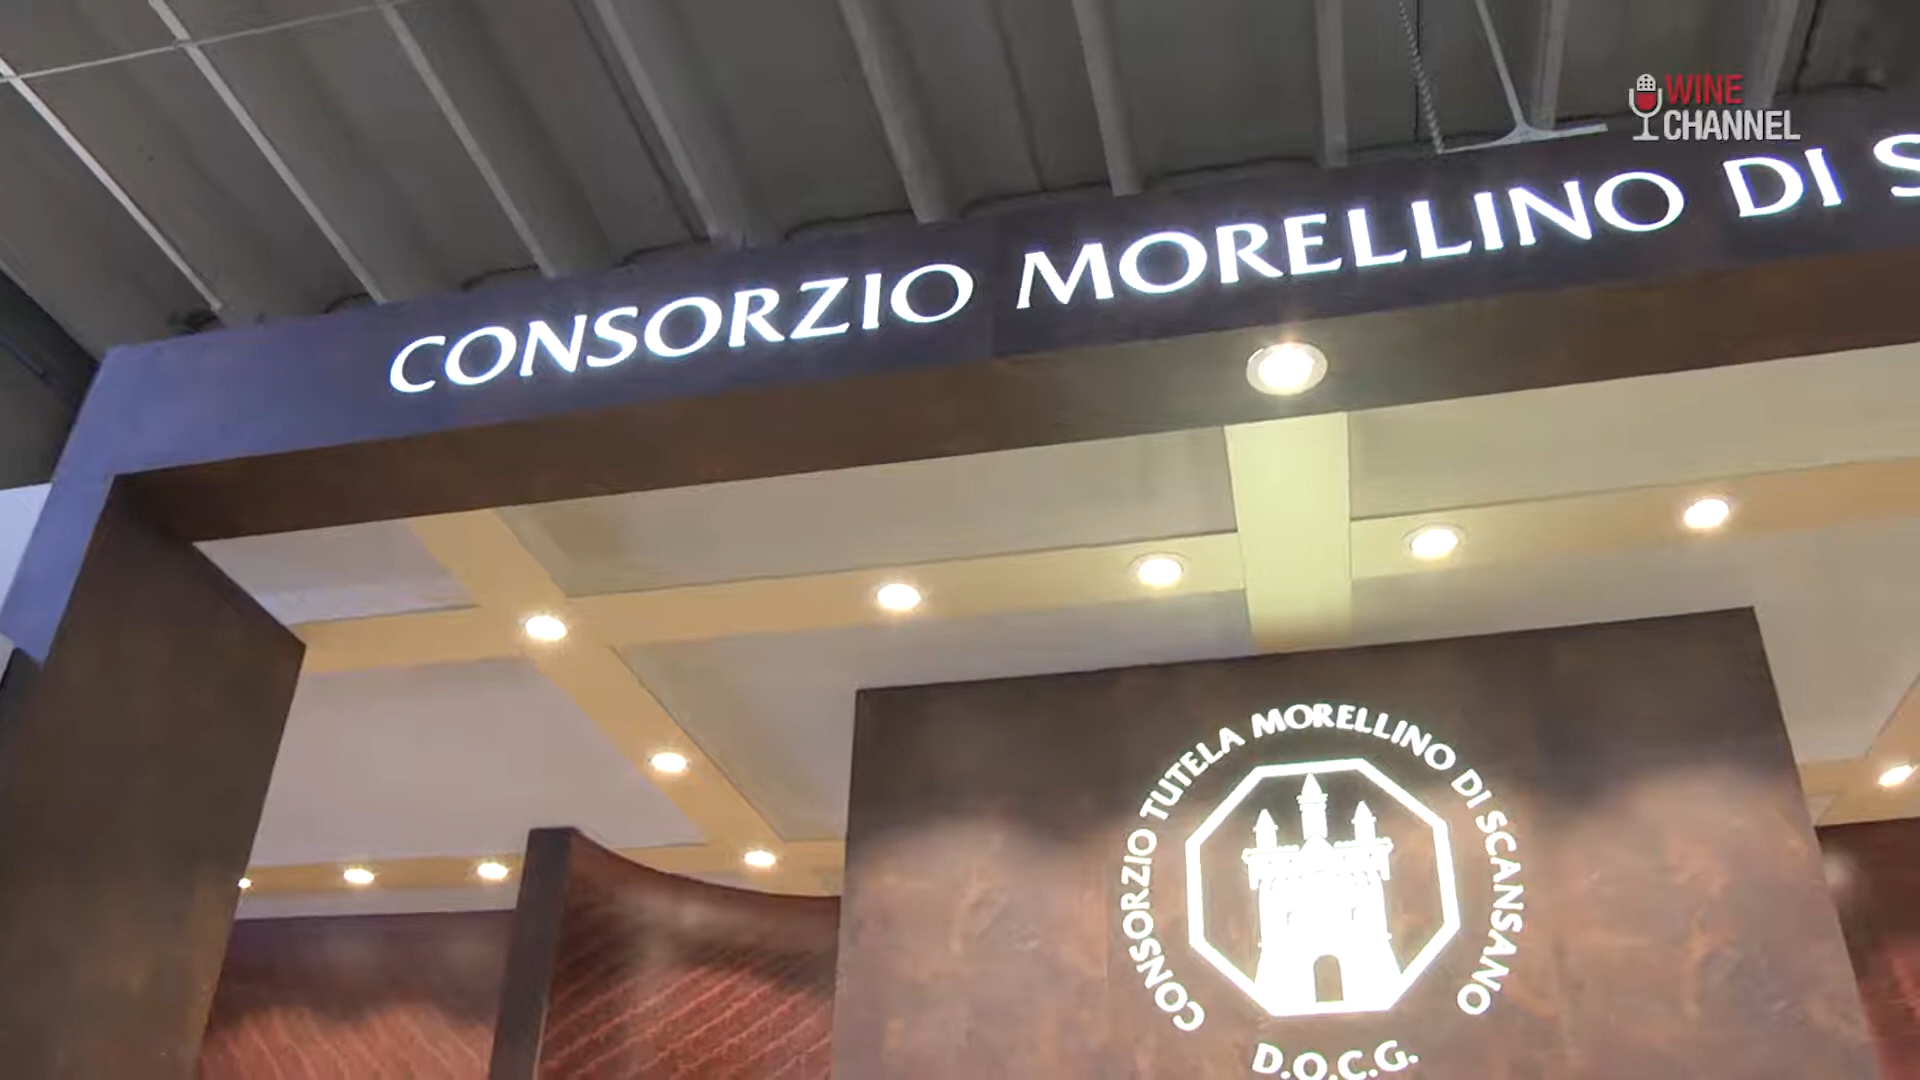 WINE
CHANNEL
CONSORZIO MORELLINO DI S
CONSORZIO TUTELA MORELLINO DI SCANSANO
D.O.C.G.